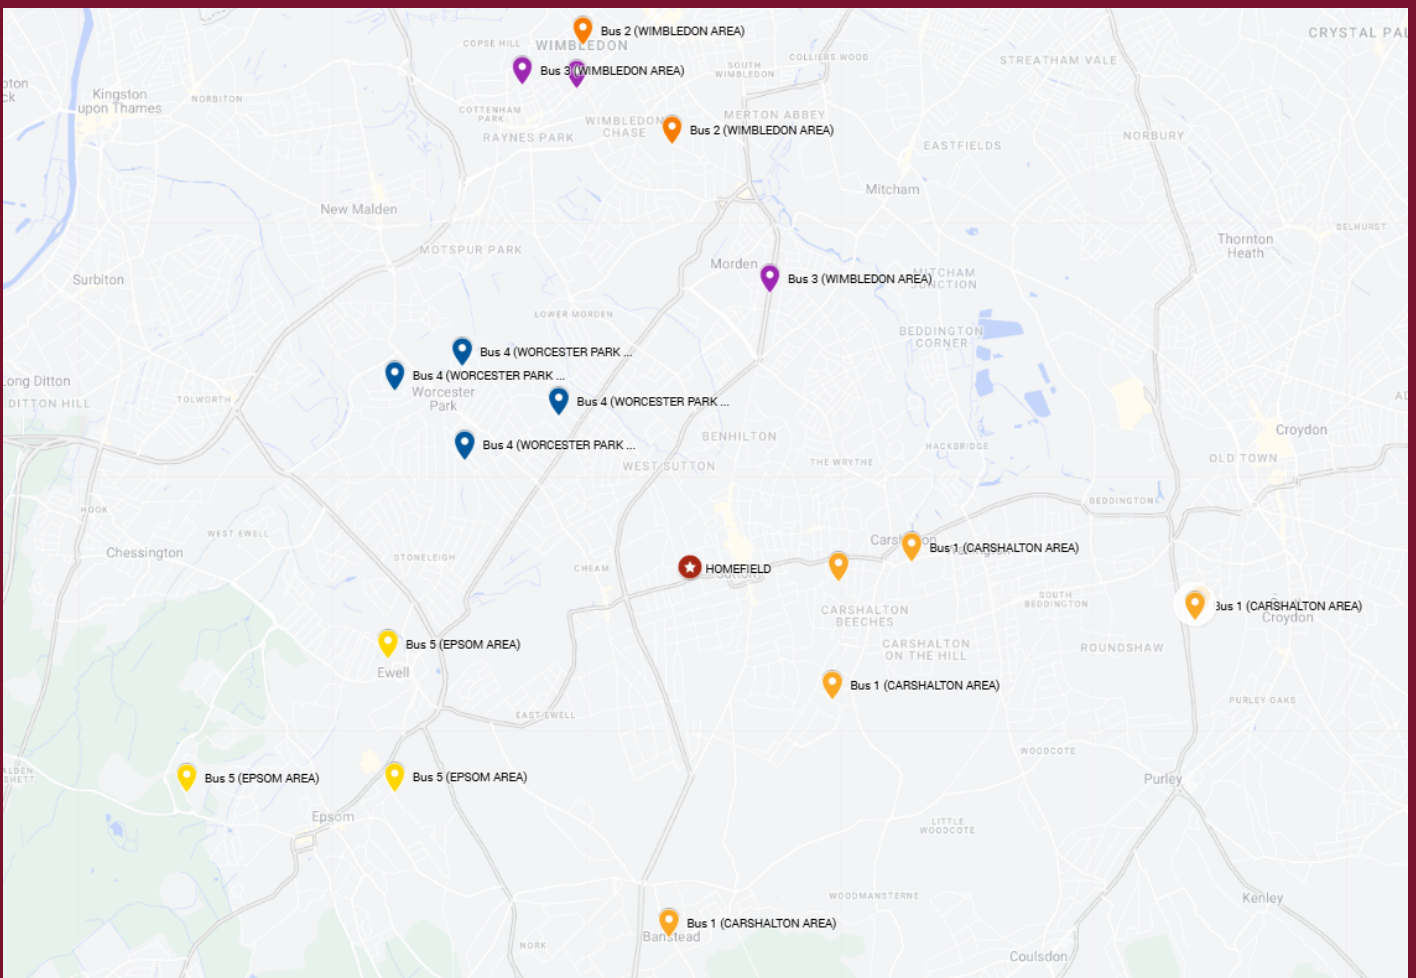 Bus 2 (WIMBLEDON AREA)
CRYSTAL PAL
COPSE HILL
WIMBLEDON
COLLIERS WOOD
STREATHAM VALE
Bus 3 (WIMBLEDON AREA)
SOUTH
WIMBLEDON
Kingston
upon Thames
NORBITON
COTTENHAM
PARK
RAYNES PARK
WIMBLEDON
CHASE
MERTON ABBEY
Bus 2 (WIMBLEDON AREA)
NORBURY
EASTFIELDS
Mitcham
New Malden
SELHURST
MOTSPUR PARK
Thornton
Heath
Surbiton
Morden
Bus 3 (WIMBLEDON AREA)
MITCHAM
JUNCTION
LOWER MORDEN
BEDDINGTON
CORNER
Bus 4 (WORCESTER PARK ...
Bus 4 (WORCESTER PARK ...
Long Ditton
DITTON HILL
TOLWORTH
Worcester
Park
Bus 4 (WORCESTER PARK ...
BENHILTON
Croydon
Bus 4 (WORCESTER PARK ...
HACKBRIDGE
OLD TOWN
WEST SUTTON
THE WRYTHE
BEDDINGTON
HOOK
WEST EWELL
Chessington
STONELEIGH
CHEAM
HOMEFIELD
Bus 1 (CARSHALTON AREA)
CARSHALTON
BEECHES
SOUTH
BEDDINGTON
Bus 1 (CARSHALTON AREA)
Croydon
Bus 5 (EPSOM AREA)
Ewell
CARSHALTON
ON THE HILL
ROUNDSHAW
Bus 1 (CARSHALTON AREA)
PURLEY OAKS
EAST EWELL
WOODCOTE
Bus 5 (EPSOM AREA)
Bus 5 (EPSOM AREA)
Purley
Epsom
LITTLE
WOODCOTE
WOODMANSTERNE
Kenley
Bus 1 (CARSHALTON AREA)
Banstead
NORK
Coulsdon